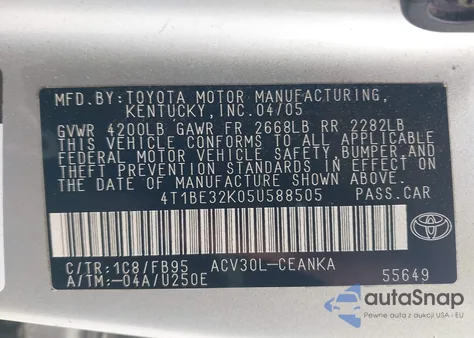 MFD. BY: TOYOTA MOTOR MANUFACTURING,
KENTUCKY, INC. 04/05
GVWR 4200LB GAWR FR 2668LB RR 2282LB
THIS VEHICLE CONFORMS TO ALL APPLICABLE
FEDERAL MOTOR VEHICLE SAFETY, BUMPER, AND
THEFT PREVENTION STANDARDS IN EFFECT ON
THE DATE OF MANUFACTURE SHOWN ABOVE.
4T1BE32K05U588505 PASS. CAR
TOYOTA
C/TR: 1C8/FB95 ACV30L-CEANKA
A/TM: -04A/U250E 55649
autoSnap
Pewne auta z aukcji USA i EU